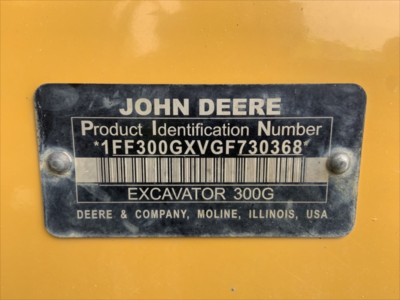 JOHN DEERE
Product Identification Number
*1FF300GXVGF730368*
EXCAVATOR 300G
DEERE & COMPANY, MOLINE, ILLINOIS, USA